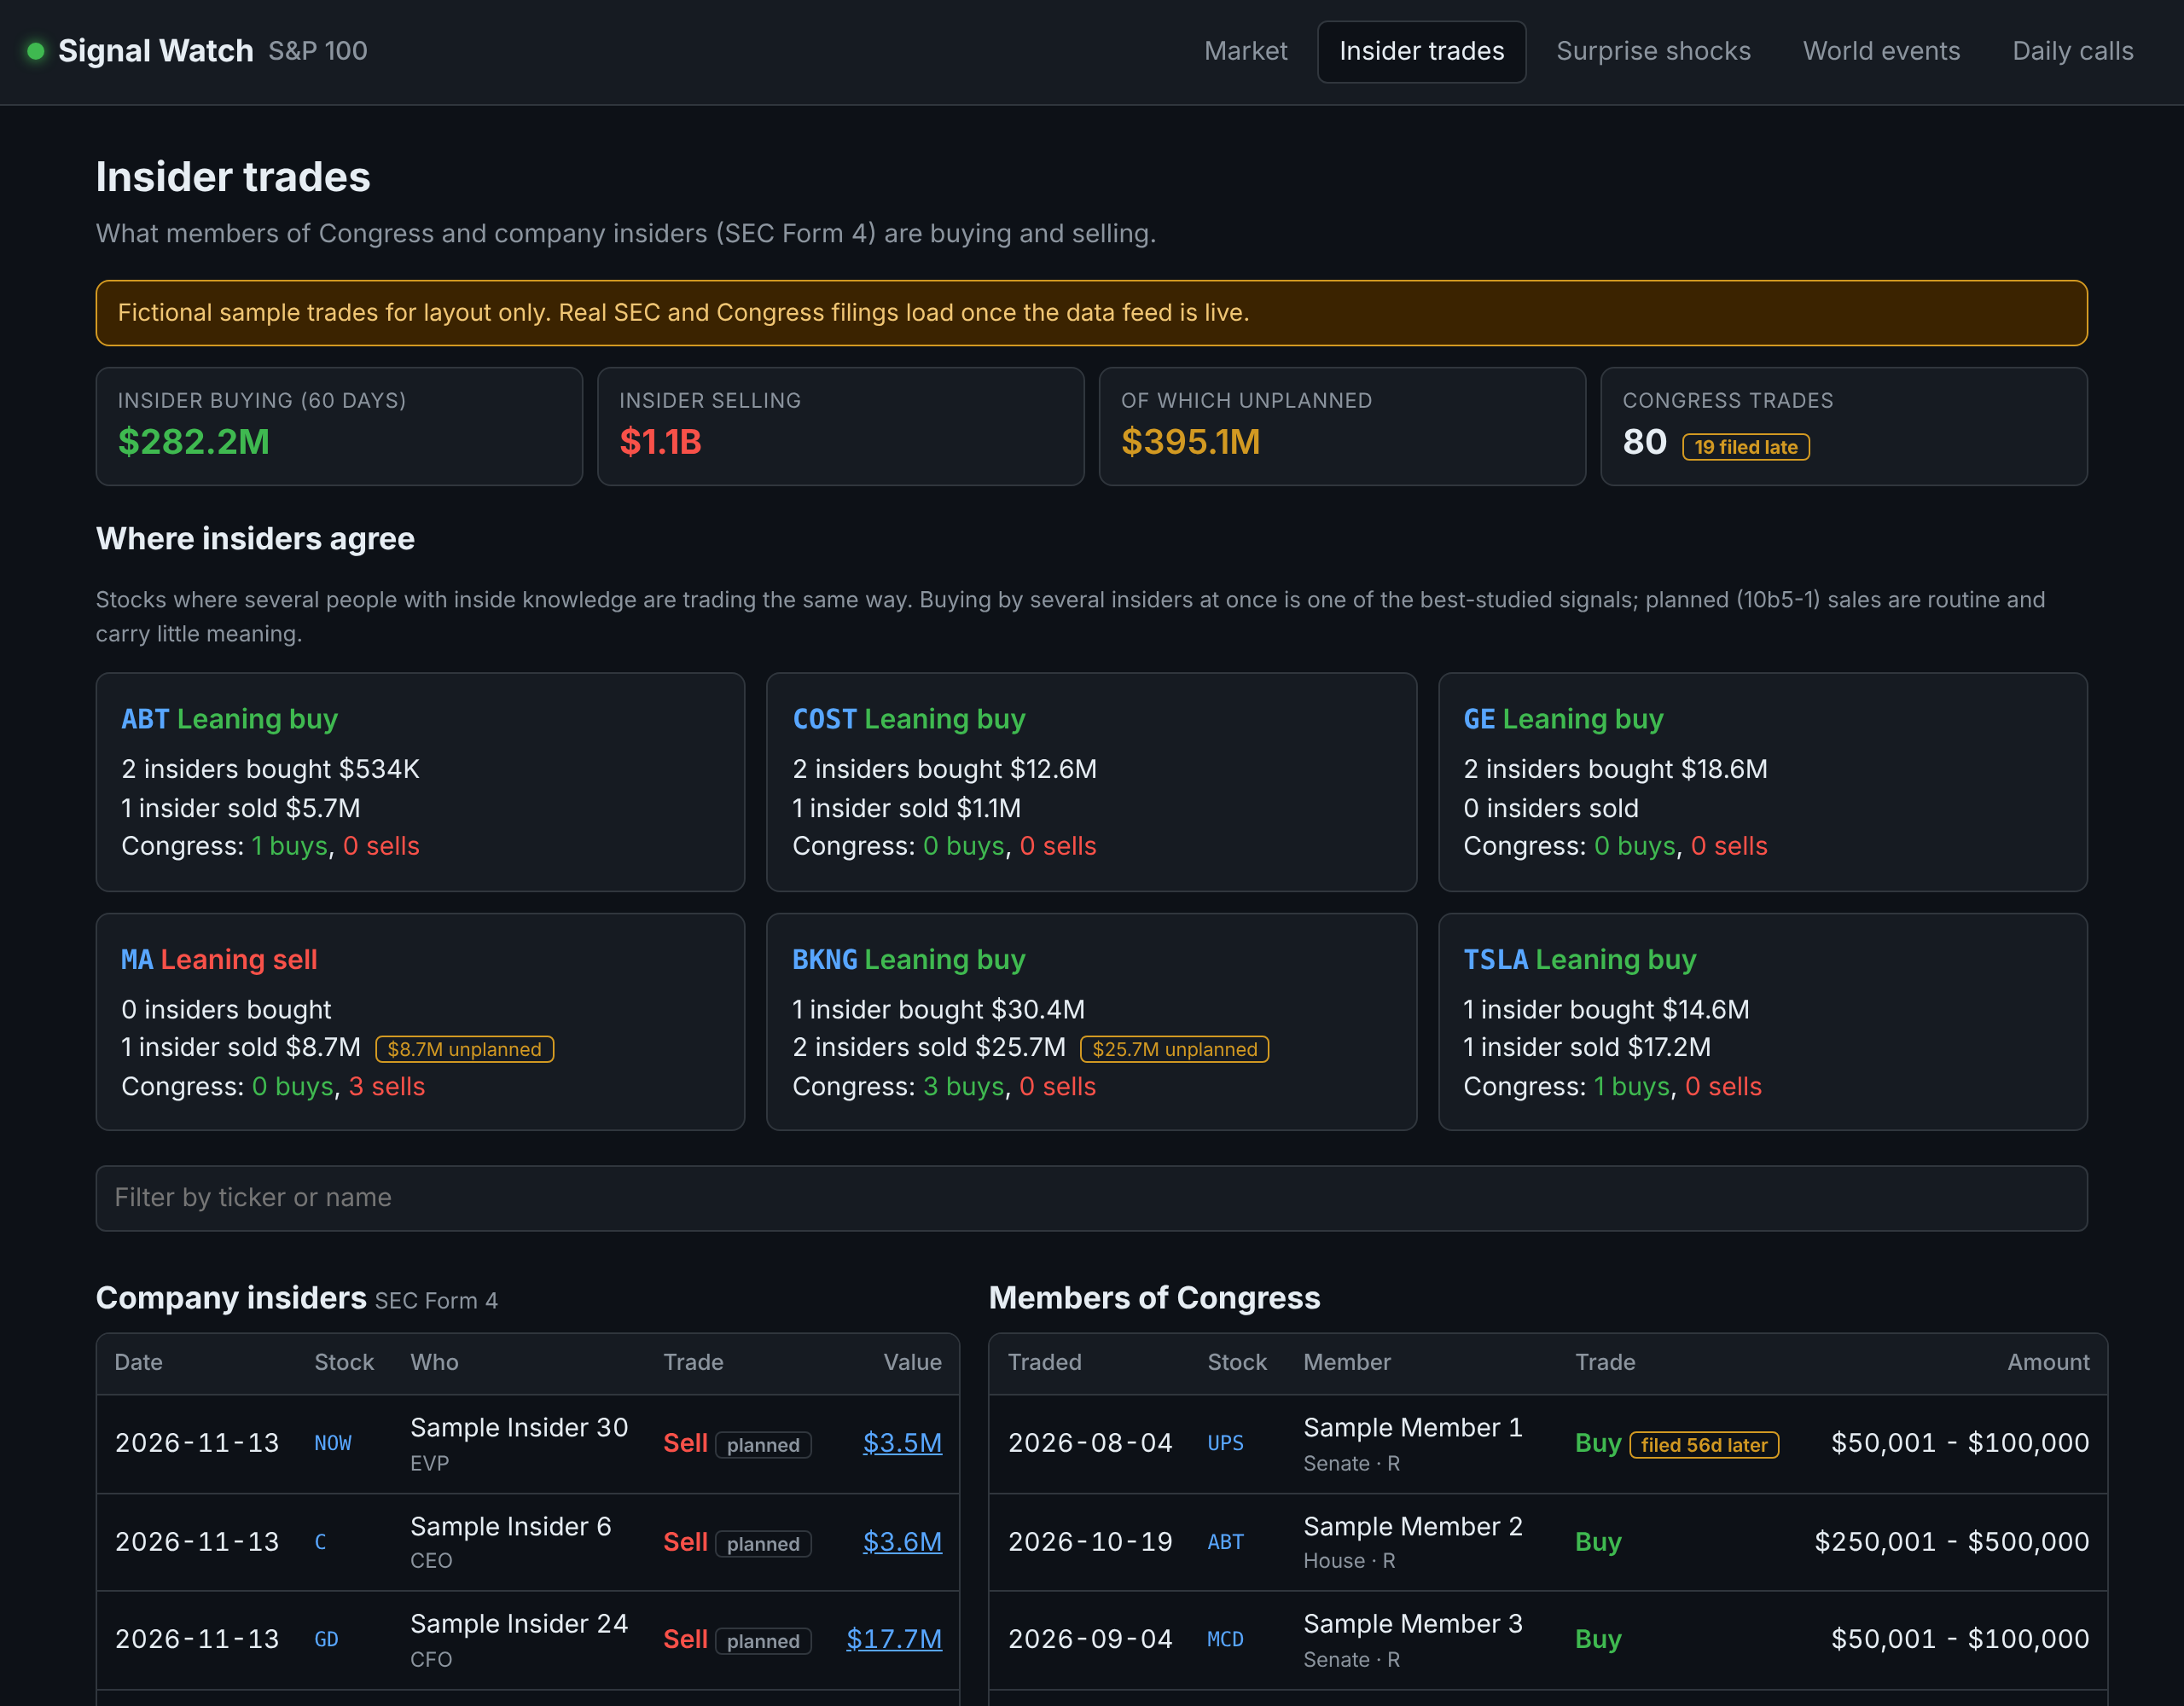 Signal Watch S&P 100
Market Insider trades Surprise shocks World events Daily calls
Insider trades
What members of Congress and company insiders (SEC Form 4) are buying and selling.
Fictional sample trades for layout only. Real SEC and Congress filings load once the data feed is live.
INSIDER BUYING (60 DAYS)
$282.2M
INSIDER SELLING
$1.1B
OF WHICH UNPLANNED
$395.1M
CONGRESS TRADES
80 19 filed late
Where insiders agree
Stocks where several people with inside knowledge are trading the same way. Buying by several insiders at once is one of the best-studied signals; planned (10b5-1) sales are routine and
carry little meaning.
ABT Leaning buy
2 insiders bought $534K
1 insider sold $5.7M
Congress: 1 buys, 0 sells
COST Leaning buy
2 insiders bought $12.6M
1 insider sold $1.1M
Congress: 0 buys, 0 sells
GE Leaning buy
2 insiders bought $18.6M
0 insiders sold
Congress: 0 buys, 0 sells
MA Leaning sell
0 insiders bought
1 insider sold $8.7M $8.7M unplanned
Congress: 0 buys, 3 sells
BKNG Leaning buy
1 insider bought $30.4M
2 insiders sold $25.7M $25.7M unplanned
Congress: 3 buys, 0 sells
TSLA Leaning buy
1 insider bought $14.6M
1 insider sold $17.2M
Congress: 1 buys, 0 sells
Filter by ticker or name
Company insiders SEC Form 4
Date Stock Who Trade Value
2026-11-13 NOW Sample Insider 30 Sell planned $3.5M
EVP
2026-11-13 C Sample Insider 6 Sell planned $3.6M
CEO
2026-11-13 GD Sample Insider 24 Sell planned $17.7M
CFO
Members of Congress
Traded Stock Member Trade Amount
2026-08-04 UPS Sample Member 1 Buy filed 56d later $50,001 - $100,000
Senate · R
2026-10-19 ABT Sample Member 2 Buy $250,001 - $500,000
House · R
2026-09-04 MCD Sample Member 3 Buy $50,001 - $100,000
Senate · R